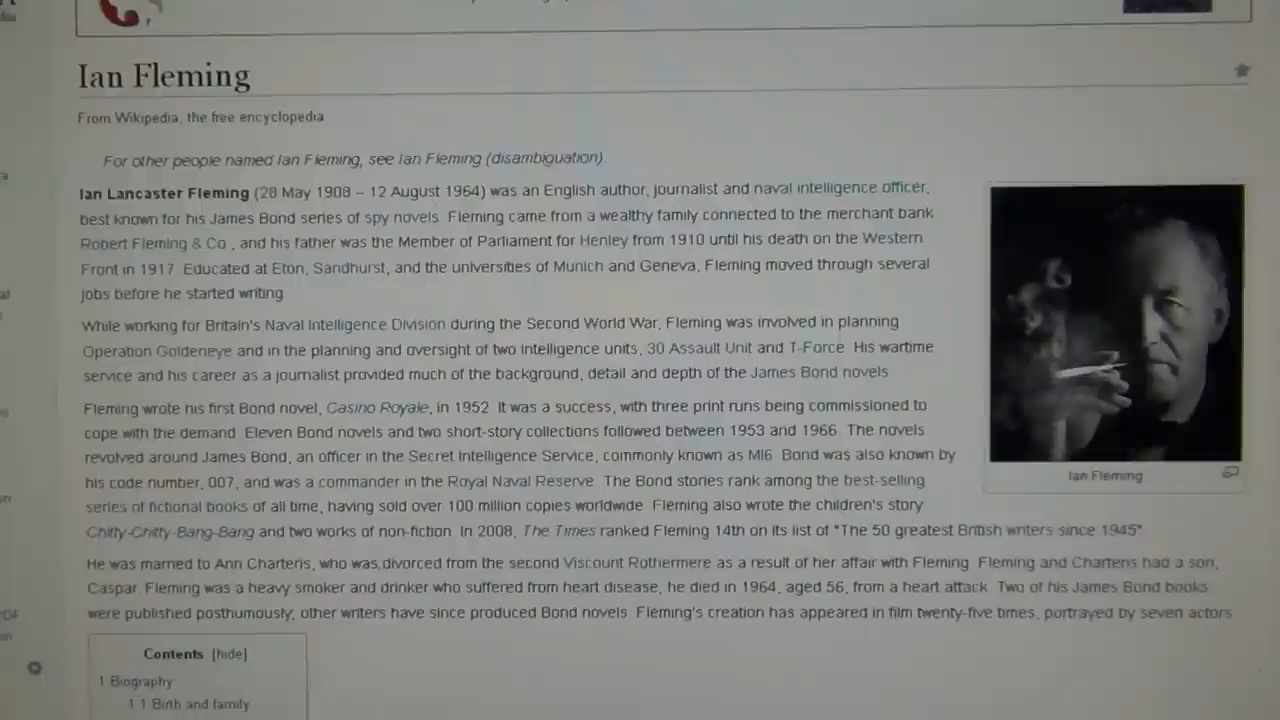 Ian Fleming
From Wikipedia, the free encyclopedia
For other people named Ian Fleming, see Ian Fleming (disambiguation).
Ian Lancaster Fleming (28 May 1908 – 12 August 1964) was an English author, journalist and naval intelligence officer,
best known for his James Bond series of spy novels. Fleming came from a wealthy family connected to the merchant bank
Robert Fleming & Co., and his father was the Member of Parliament for Henley from 1910 until his death on the Western
Front in 1917. Educated at Eton, Sandhurst, and the universities of Munich and Geneva, Fleming moved through several
jobs before he started writing.
While working for Britain's Naval Intelligence Division during the Second World War, Fleming was involved in planning
Operation Goldeneye and in the planning and oversight of two intelligence units, 30 Assault Unit and T-Force. His wartime
service and his career as a journalist provided much of the background, detail and depth of the James Bond novels.
Fleming wrote his first Bond novel, Casino Royale, in 1952. It was a success, with three print runs being commissioned to
cope with the demand. Eleven Bond novels and two short-story collections followed between 1953 and 1966. The novels
revolved around James Bond, an officer in the Secret Intelligence Service, commonly known as MI6. Bond was also known by
his code number, 007, and was a commander in the Royal Naval Reserve. The Bond stories rank among the best-selling
series of fictional books of all time, having sold over 100 million copies worldwide. Fleming also wrote the children's story
Chitty-Chitty-Bang-Bang and two works of non-fiction. In 2008, The Times ranked Fleming 14th on its list of "The 50 greatest British writers since 1945".
He was married to Ann Charteris, who was divorced from the second Viscount Rothermere as a result of her affair with Fleming. Fleming and Charteris had a son,
Caspar. Fleming was a heavy smoker and drinker who suffered from heart disease; he died in 1964, aged 56, from a heart attack. Two of his James Bond books
were published posthumously; other writers have since produced Bond novels. Fleming's creation has appeared in film twenty-five times, portrayed by seven actors.
Ian Fleming
Contents [hide]
1 Biography
1.1 Birth and family